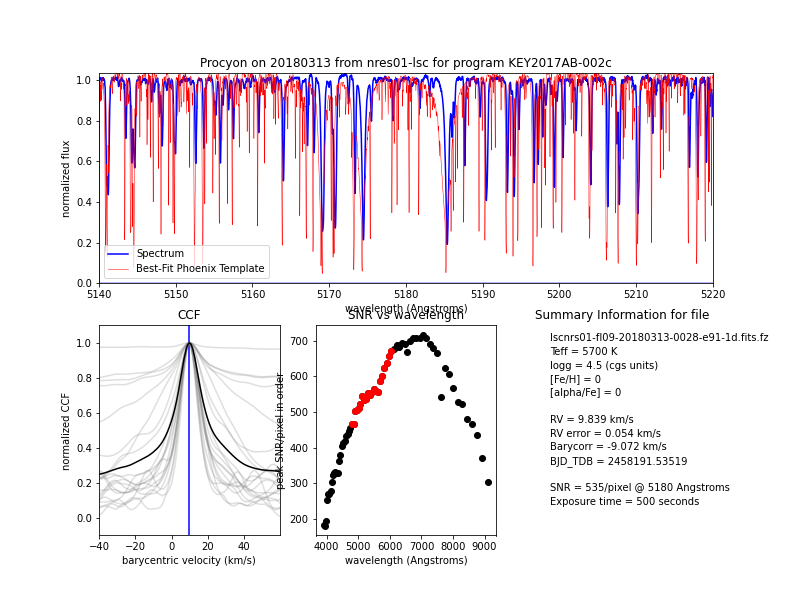 Procyon on 20180313 from nres01-lsc for program KEY2017AB-002c
normalized flux
1.0
0.8
0.6
0.4
0.2
0.0
Spectrum
Best-Fit Phoenix Template
5140 5150 5160 5170 5180 5190 5200 5210 5220
wavelength (Angstroms)
CCF
normalized CCF
1.0
0.8
0.6
0.4
0.2
0.0
-40 -20 0 20 40
barycentric velocity (km/s)
SNR vs wavelength
peak SNR/pixel in order
700
600
500
400
300
200
4000 5000 6000 7000 8000 9000
wavelength (Angstroms)
Summary Information for file
lscnrs01-fl09-20180313-0028-e91-1d.fits.fz
Teff = 5700 K
logg = 4.5 (cgs units)
[Fe/H] = 0
[alpha/Fe] = 0
RV = 9.839 km/s
RV error = 0.054 km/s
Barycorr = -9.072 km/s
BJD_TDB = 2458191.53519
SNR = 535/pixel @ 5180 Angstroms
Exposure time = 500 seconds